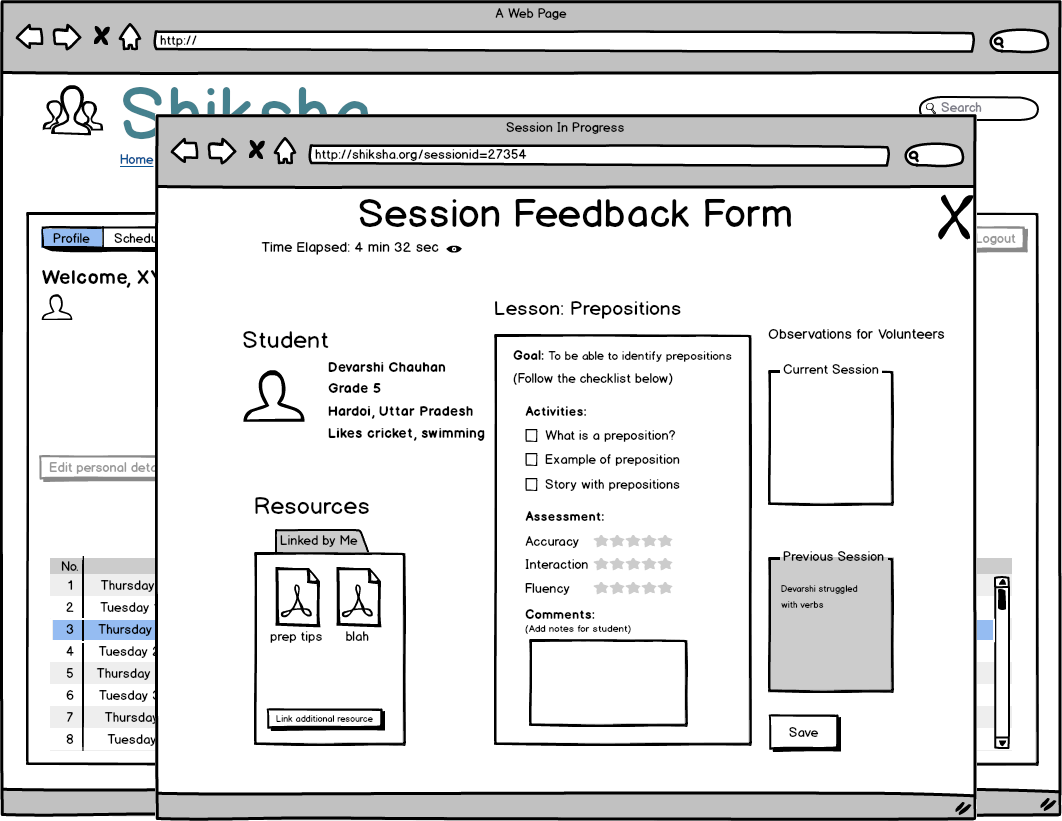 A Web Page
http://
Shiksha
Search
Home
Profile
Schedu
Logout
Welcome, XY
Edit personal deta
No.
1 Thursday
2 Tuesday
3 Thursday
4 Tuesday 2
5 Thursday
6 Tuesday 3
7 Thursday
8 Tuesday
Session In Progress
http://shiksha.org/sessionid=27354
Session Feedback Form
Time Elapsed: 4 min 32 sec
Student
Devarshi Chauhan
Grade 5
Hardoi, Uttar Pradesh
Likes cricket, swimming
Resources
Linked by Me
prep tips
blah
Link additional resource
Lesson: Prepositions
Goal: To be able to identify prepositions
(Follow the checklist below)
Activities:
What is a preposition?
Example of preposition
Story with prepositions
Assessment:
Accuracy
Interaction
Fluency
Comments:
(Add notes for student)
Observations for Volunteers
Current Session
Previous Session
Devarshi struggled
with verbs
Save